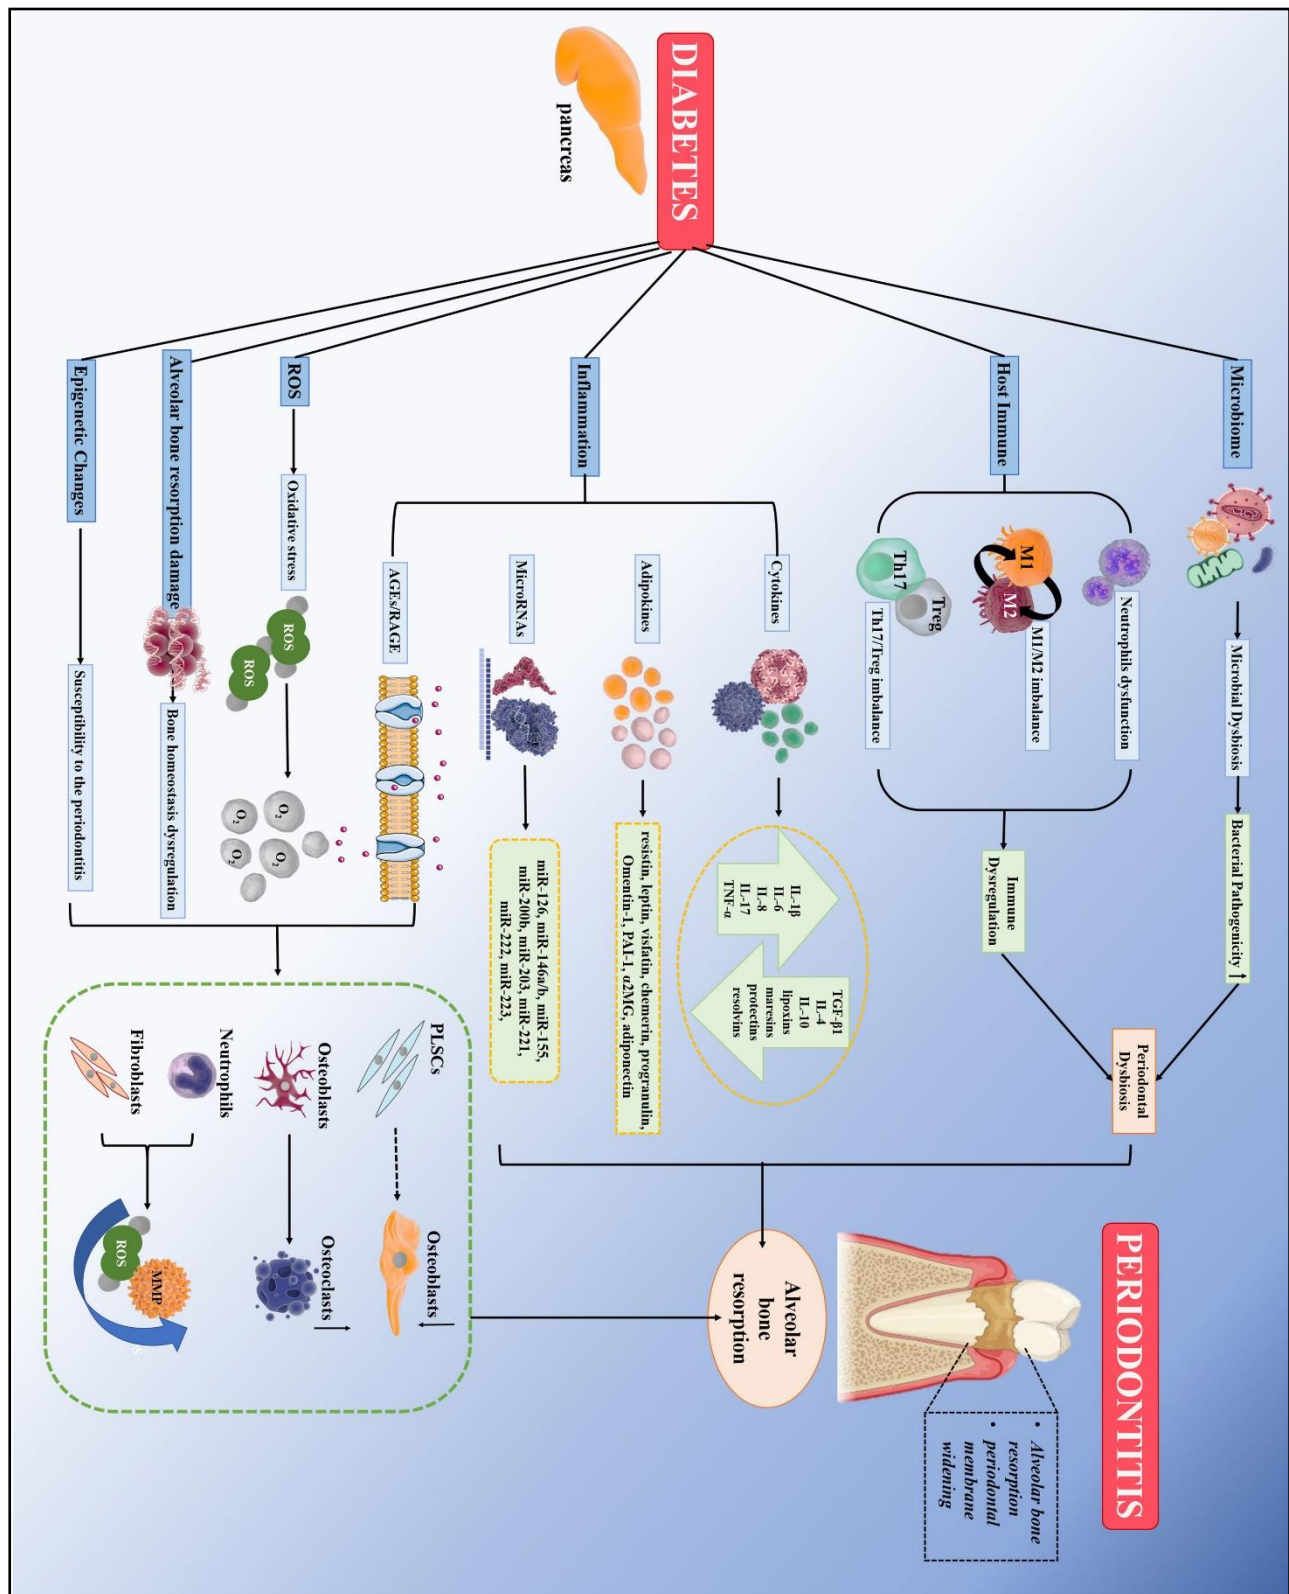 DIABETES
pancreas
PERIODONTITIS
Microbiome
Microbial Dysbiosis
Bacterial Pathogenicity ↑
Host Immune
Neutrophils dysfunction
M1
M2
M1/M2 imbalance
Th17
Treg
Th17/Treg imbalance
Immune
Dysregulation
Periodontal
Dysbiosis
Inflammation
Cytokines
IL-1β
IL-6
IL-8
IL-17
TNF-α
TGF-β1
IL-4
IL-10
lipoxins
maresins
protectins
resolvins
Adipokines
resistin, leptin, visfatin, chemerin, progranulin,
Omentin-1, PAI-1, α2MG, adiponectin
MicroRNAs
miR-126, miR-146a/b, miR-155,
miR-200b, miR-203, miR-221,
miR-222, miR-223,
AGEs/RAGE
ROS
Oxidative stress
ROS
ROS
O2
O2
O2
O2
Alveolar bone resorption damage
Bone homeostasis dysregulation
Epigenetic Changes
Susceptibility to the periodontitis
PLSCs
Osteoblasts
Osteoblasts
Osteoclasts
Neutrophils
Fibroblasts
ROS
MMP
Alveolar
bone
resorption
• Alveolar bone
resorption
• periodontal
membrane
widening